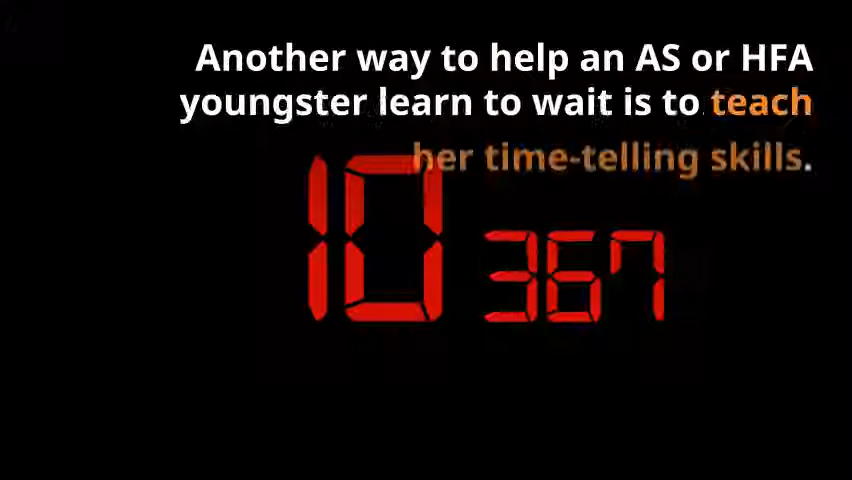 Another way to help an AS or HFA
youngster learn to wait is to teach
her time-telling skills.
10 367